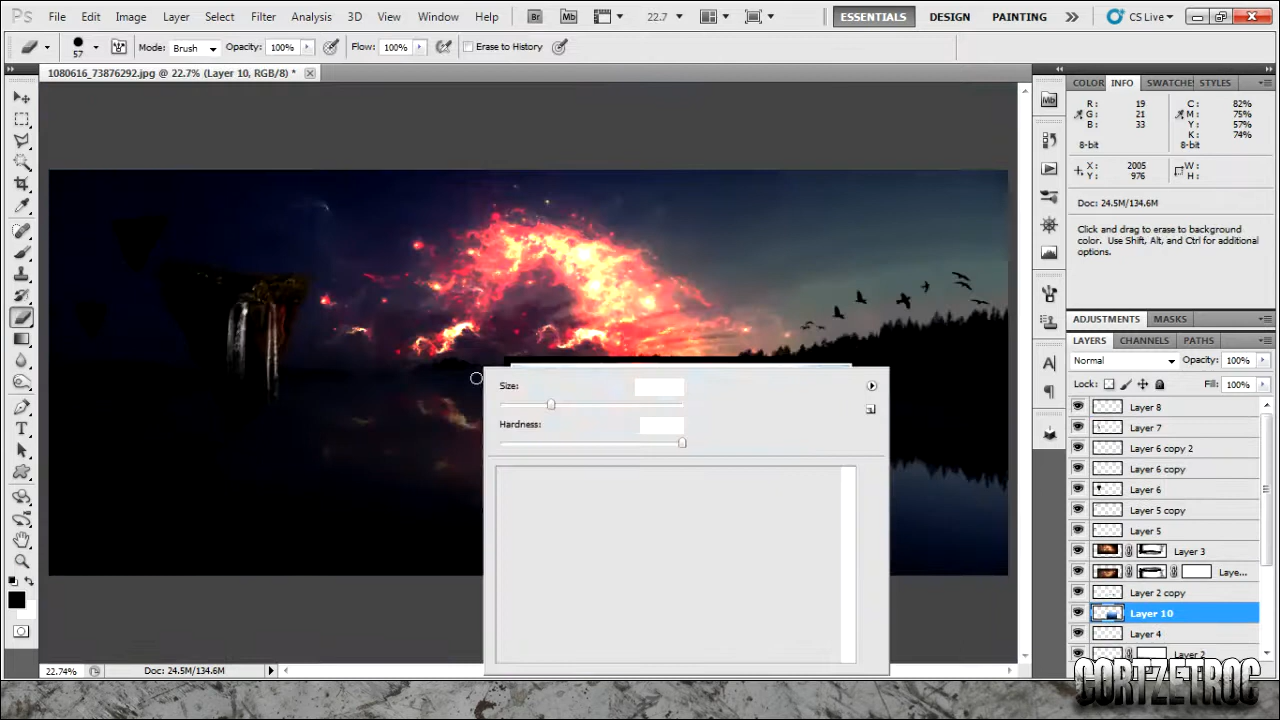 Ps File Edit Image Layer Select Filter Analysis 3D View Window Help Br Mb 22.7 ESSENTIALS DESIGN PAINTING CS Live
57 Mode: Brush Opacity: 100% Flow: 100% Erase to History
1080616_73876292.jpg @ 22.7% (Layer 10, RGB/8) *
COLOR INFO SWATCHE STYLES
Mb
R: 19 C: 82%
G: 21 M: 75%
B: 33 Y: 57%
K: 74%
8-bit 8-bit
X: 2005 W:
Y: 976 H:
Doc: 24.5M/134.6M
Click and drag to erase to background
color. Use Shift, Alt, and Ctrl for additional
options.
ADJUSTMENTS MASKS
LAYERS CHANNELS PATHS
Normal Opacity: 100%
Lock: Fill: 100%
Layer 8
Layer 7
Layer 6 copy 2
Layer 6 copy
Layer 6
Layer 5 copy
Layer 5
Layer 3
Laye...
Layer 2 copy
Layer 10
Layer 4
Layer 2
Size:
Hardness:
22.74% Doc: 24.5M/134.6M
CORTZETROC